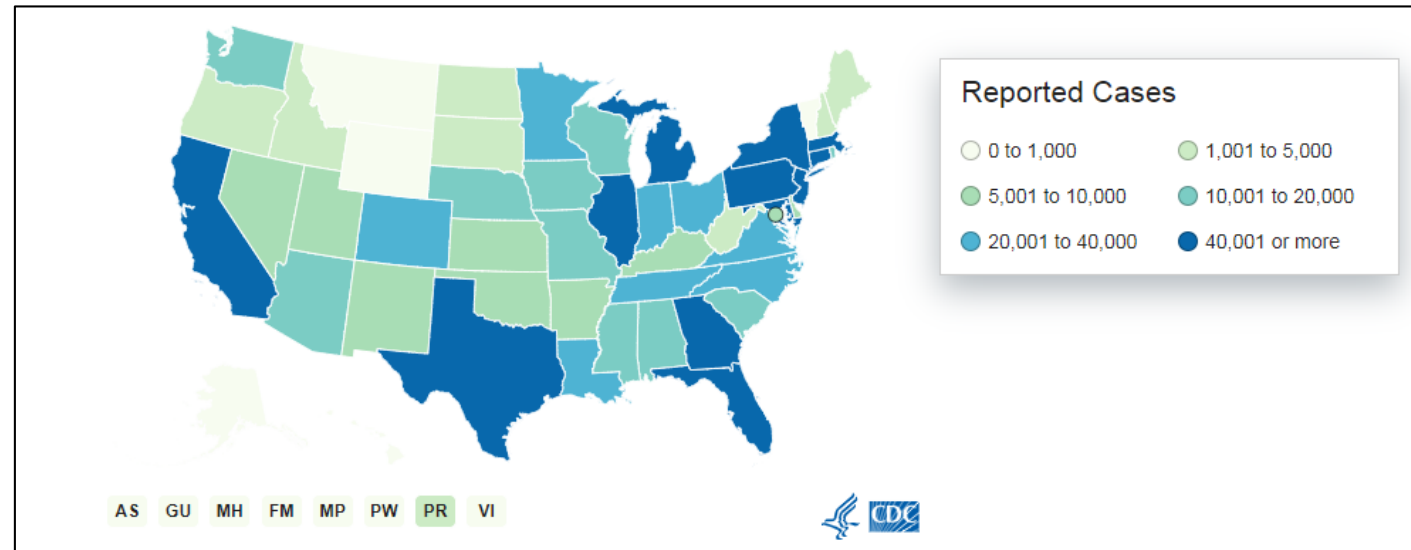 Reported Cases
0 to 1,000
1,001 to 5,000
5,001 to 10,000
10,001 to 20,000
20,001 to 40,000
40,001 or more
AS GU MH FM MP PW PR VI
CDC